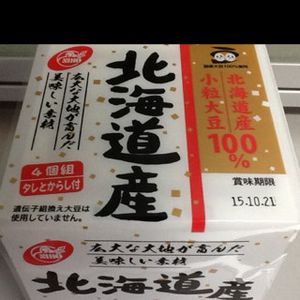 広大な大地が育んだ
美味しい素材
北海道産
北海道産
小粒大豆
100%
4個組
タレとからし付
遺伝子組換え大豆は
使用していません。
賞味期限
15.10.21
広大な大地が育んだ
美味しい素材
北海道産